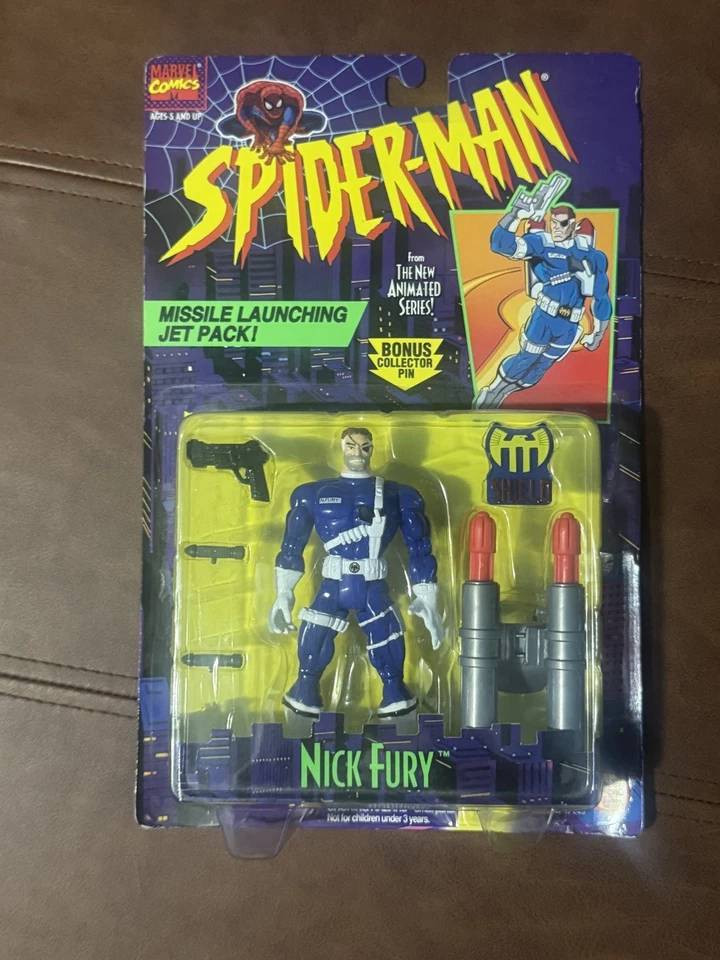 MARVEL
COMICS
AGES 5 AND UP
SPIDER-MAN®
from
THE NEW
ANIMATED
SERIES!
MISSILE LAUNCHING
JET PACK!
BONUS
COLLECTOR
PIN
SHIELD
N.FURY
NICK FURY™
Not for children under 3 years.